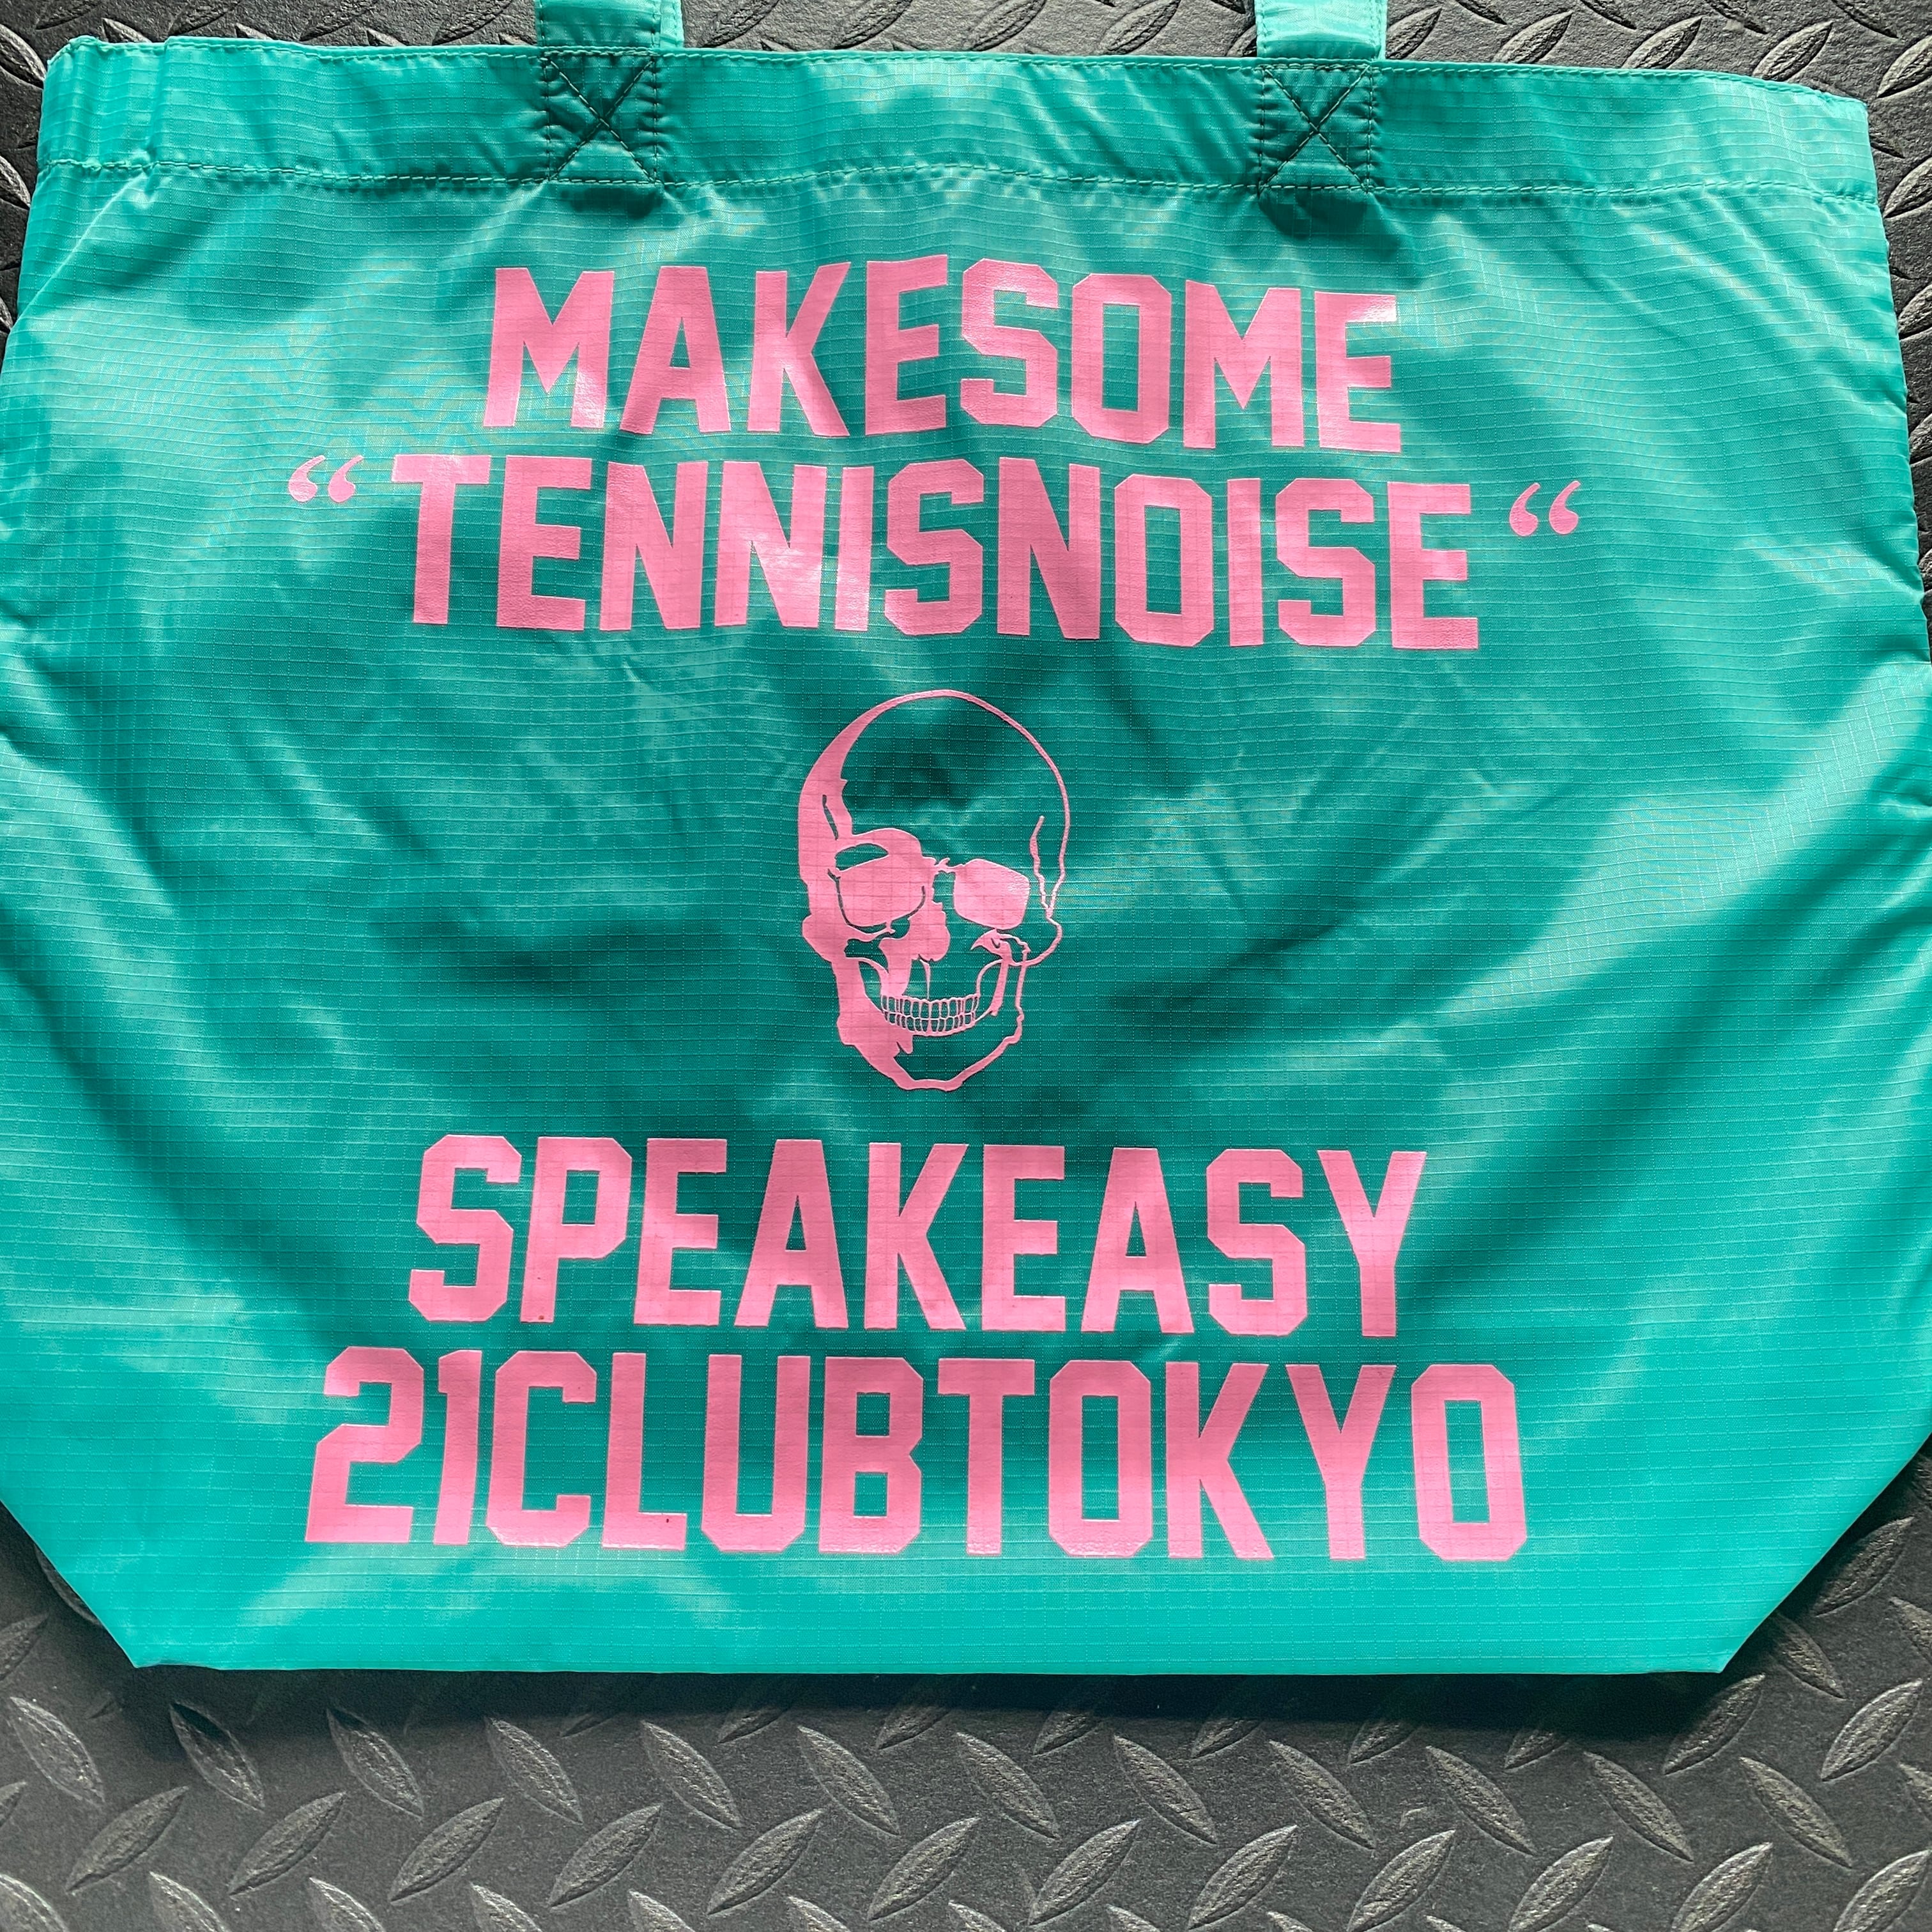 MAKESOME
“TENNISNOISE“
SPEAKEASY
21CLUBTOKYO